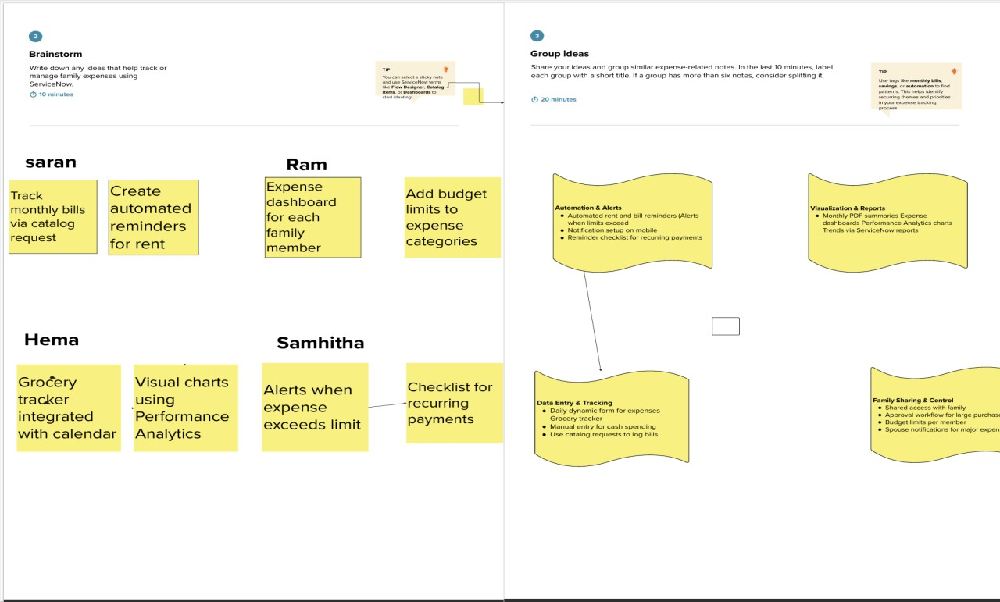 2
Brainstorm
Write down any ideas that help track or
manage family expenses using
ServiceNow.
10 minutes
TIP
You can select a sticky note
and use ServiceNow terms
like Flow Designer, Catalog
Items, or Dashboards to
start ideating!
saran
Track
monthly bills
via catalog
request
Create
automated
reminders
for rent
Ram
Expense
dashboard
for each
family
member
Add budget
limits to
expense
categories
Hema
Grocery
tracker
integrated
with calendar
Visual charts
using
Performance
Analytics
Samhitha
Alerts when
expense
exceeds limit
Checklist for
recurring
payments
3
Group ideas
Share your ideas and group similar expense-related notes. In the last 10 minutes, label
each group with a short title. If a group has more than six notes, consider splitting it.
20 minutes
TIP
Use tags like monthly bills,
savings, or automation to find
patterns. This helps identify
recurring themes and priorities
in your expense tracking
process.
Automation & Alerts
● Automated rent and bill reminders (Alerts
when limits exceed
● Notification setup on mobile
● Reminder checklist for recurring payments
Visualization & Reports
● Monthly PDF summaries Expense
dashboards Performance Analytics charts
Trends via ServiceNow reports
Data Entry & Tracking
● Daily dynamic form for expenses
Grocery tracker
● Manual entry for cash spending
● Use catalog requests to log bills
Family Sharing & Control
● Shared access with family
● Approval workflow for large purchase
● Budget limits per member
● Spouse notifications for major expen